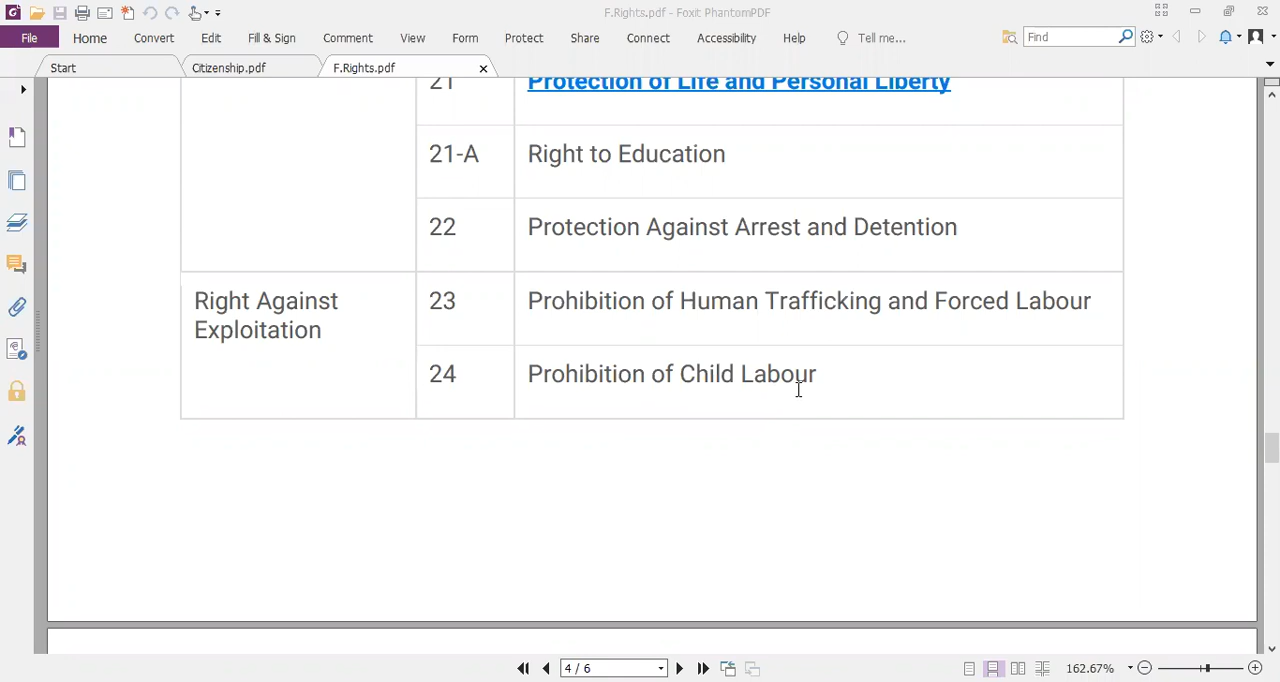 F.Rights.pdf - Foxit PhantomPDF
File Home Convert Edit Fill & Sign Comment View Form Protect Share Connect Accessibility Help Tell me... Find
Start Citizenship.pdf F.Rights.pdf
21 Protection of Life and Personal Liberty
21-A Right to Education
22 Protection Against Arrest and Detention
Right Against 23 Prohibition of Human Trafficking and Forced Labour
Exploitation
24 Prohibition of Child Labour
4 / 6 162.67%